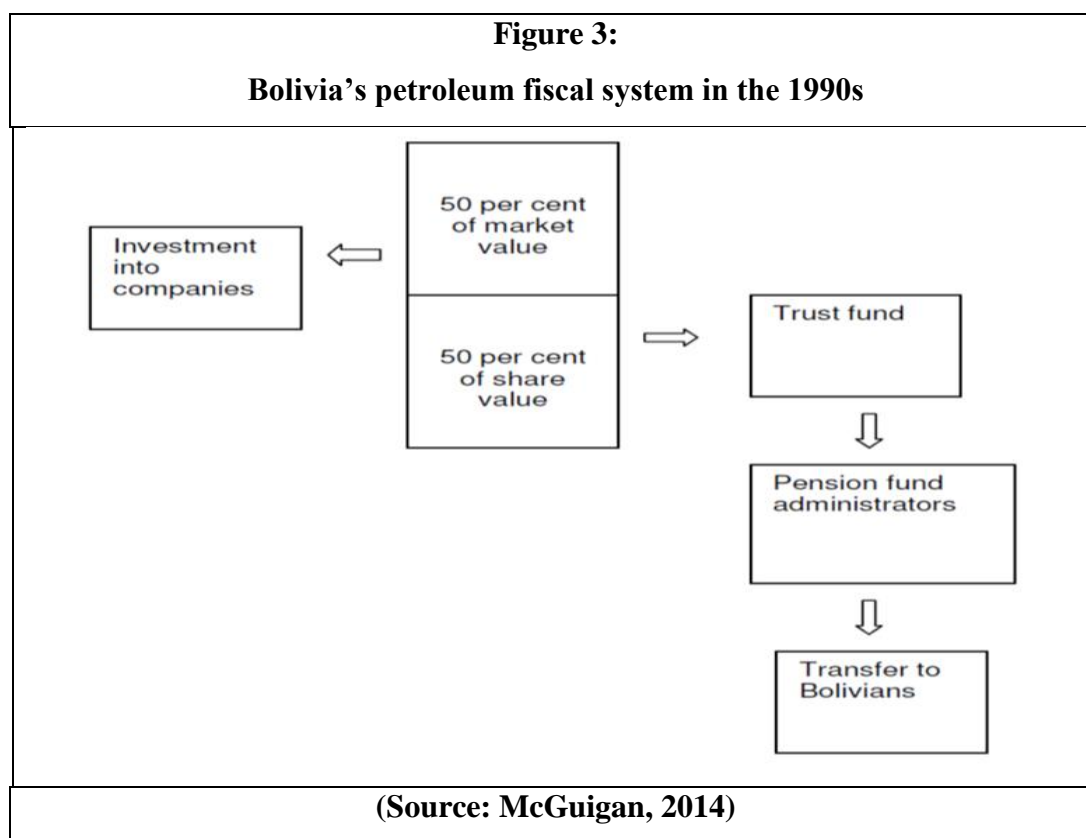 Figure 3:
Bolivia’s petroleum fiscal system in the 1990s
50 per cent
of market
value
Investment
into
companies
50 per cent
of share
value
Trust fund
Pension fund
administrators
Transfer to
Bolivians
(Source: McGuigan, 2014)